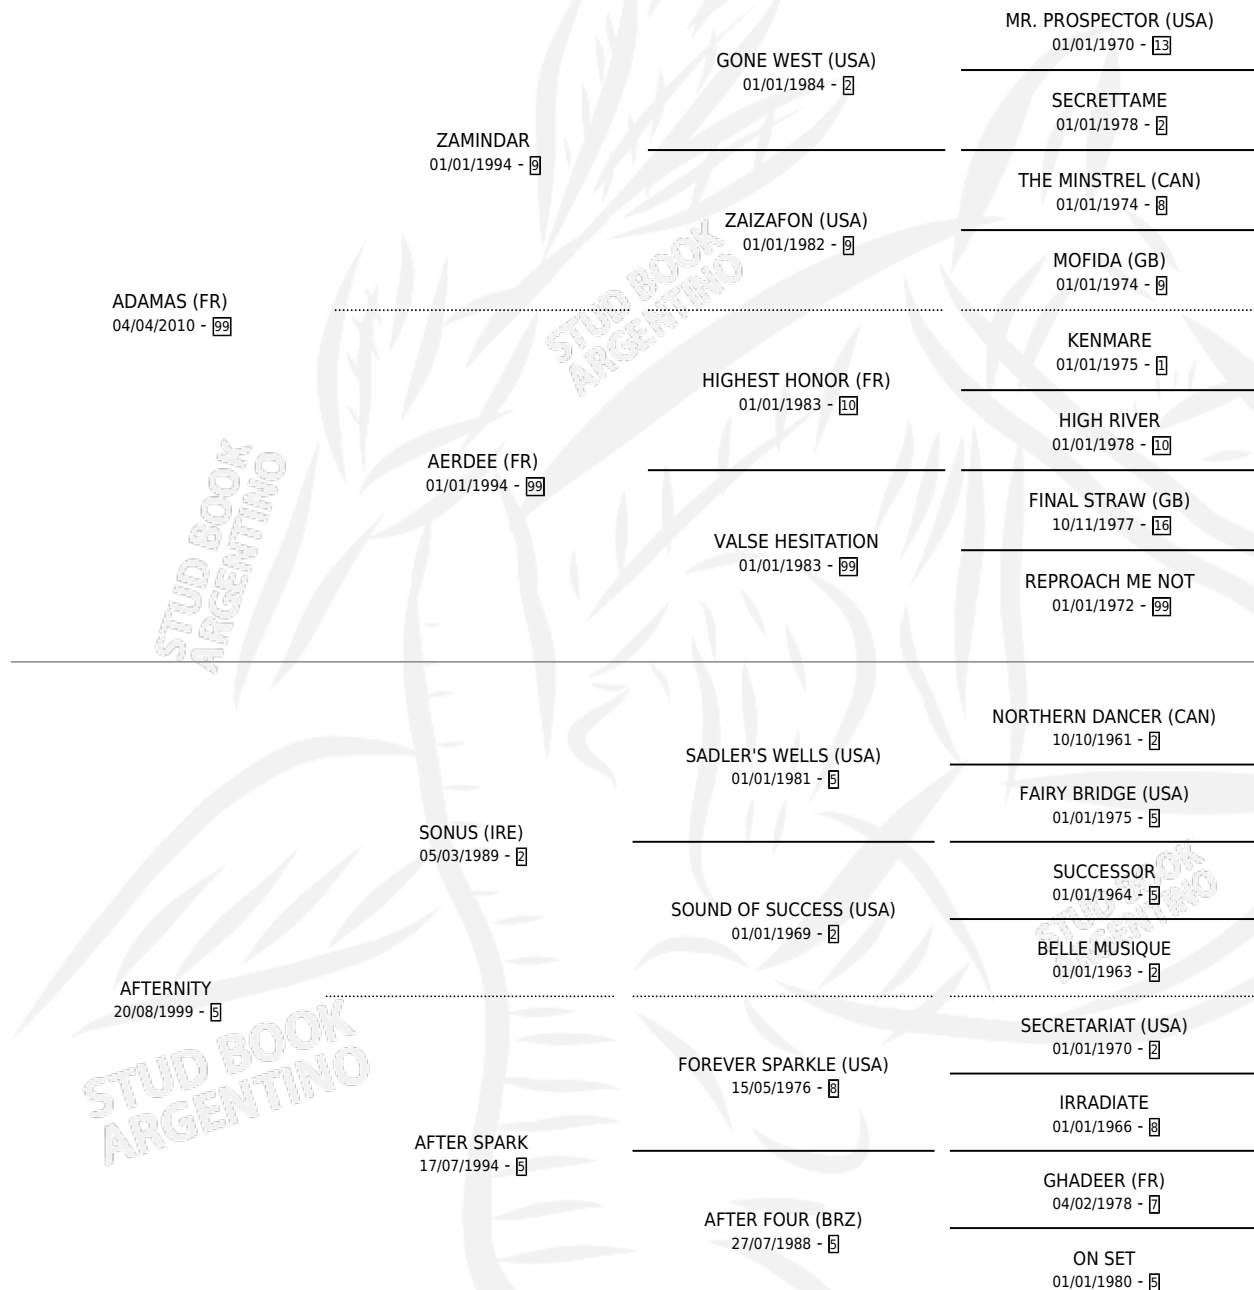 MR. PROSPECTOR (USA)
01/01/1970 - 13
GONE WEST (USA)
01/01/1984 - 2
SECRETTAME
01/01/1978 - 2
ZAMINDAR
01/01/1994 - 9
THE MINSTREL (CAN)
01/01/1974 - 8
ZAIZAFON (USA)
01/01/1982 - 9
MOFIDA (GB)
01/01/1974 - 9
ADAMAS (FR)
04/04/2010 - 99
KENMARE
01/01/1975 - 1
HIGHEST HONOR (FR)
01/01/1983 - 10
HIGH RIVER
01/01/1978 - 10
AERDEE (FR)
01/01/1994 - 99
FINAL STRAW (GB)
10/11/1977 - 16
VALSE HESITATION
01/01/1983 - 99
REPROACH ME NOT
01/01/1972 - 99
STUD BOOK
ARGENTINO
STUD BOOK
ARGENTINO
NORTHERN DANCER (CAN)
10/10/1961 - 2
SADLER'S WELLS (USA)
01/01/1981 - 5
FAIRY BRIDGE (USA)
01/01/1975 - 5
SONUS (IRE)
05/03/1989 - 2
SUCCESSOR
01/01/1964 - 5
SOUND OF SUCCESS (USA)
01/01/1969 - 2
BELLE MUSIQUE
01/01/1963 - 2
STUD BOOK
ARGENTINO
AFTERNITY
20/08/1999 - 5
STUD BOOK
ARGENTINO
SECRETARIAT (USA)
01/01/1970 - 2
FOREVER SPARKLE (USA)
15/05/1976 - 8
IRRADIATE
01/01/1966 - 8
AFTER SPARK
17/07/1994 - 5
GHADEER (FR)
04/02/1978 - 7
AFTER FOUR (BRZ)
27/07/1988 - 5
ON SET
01/01/1980 - 5